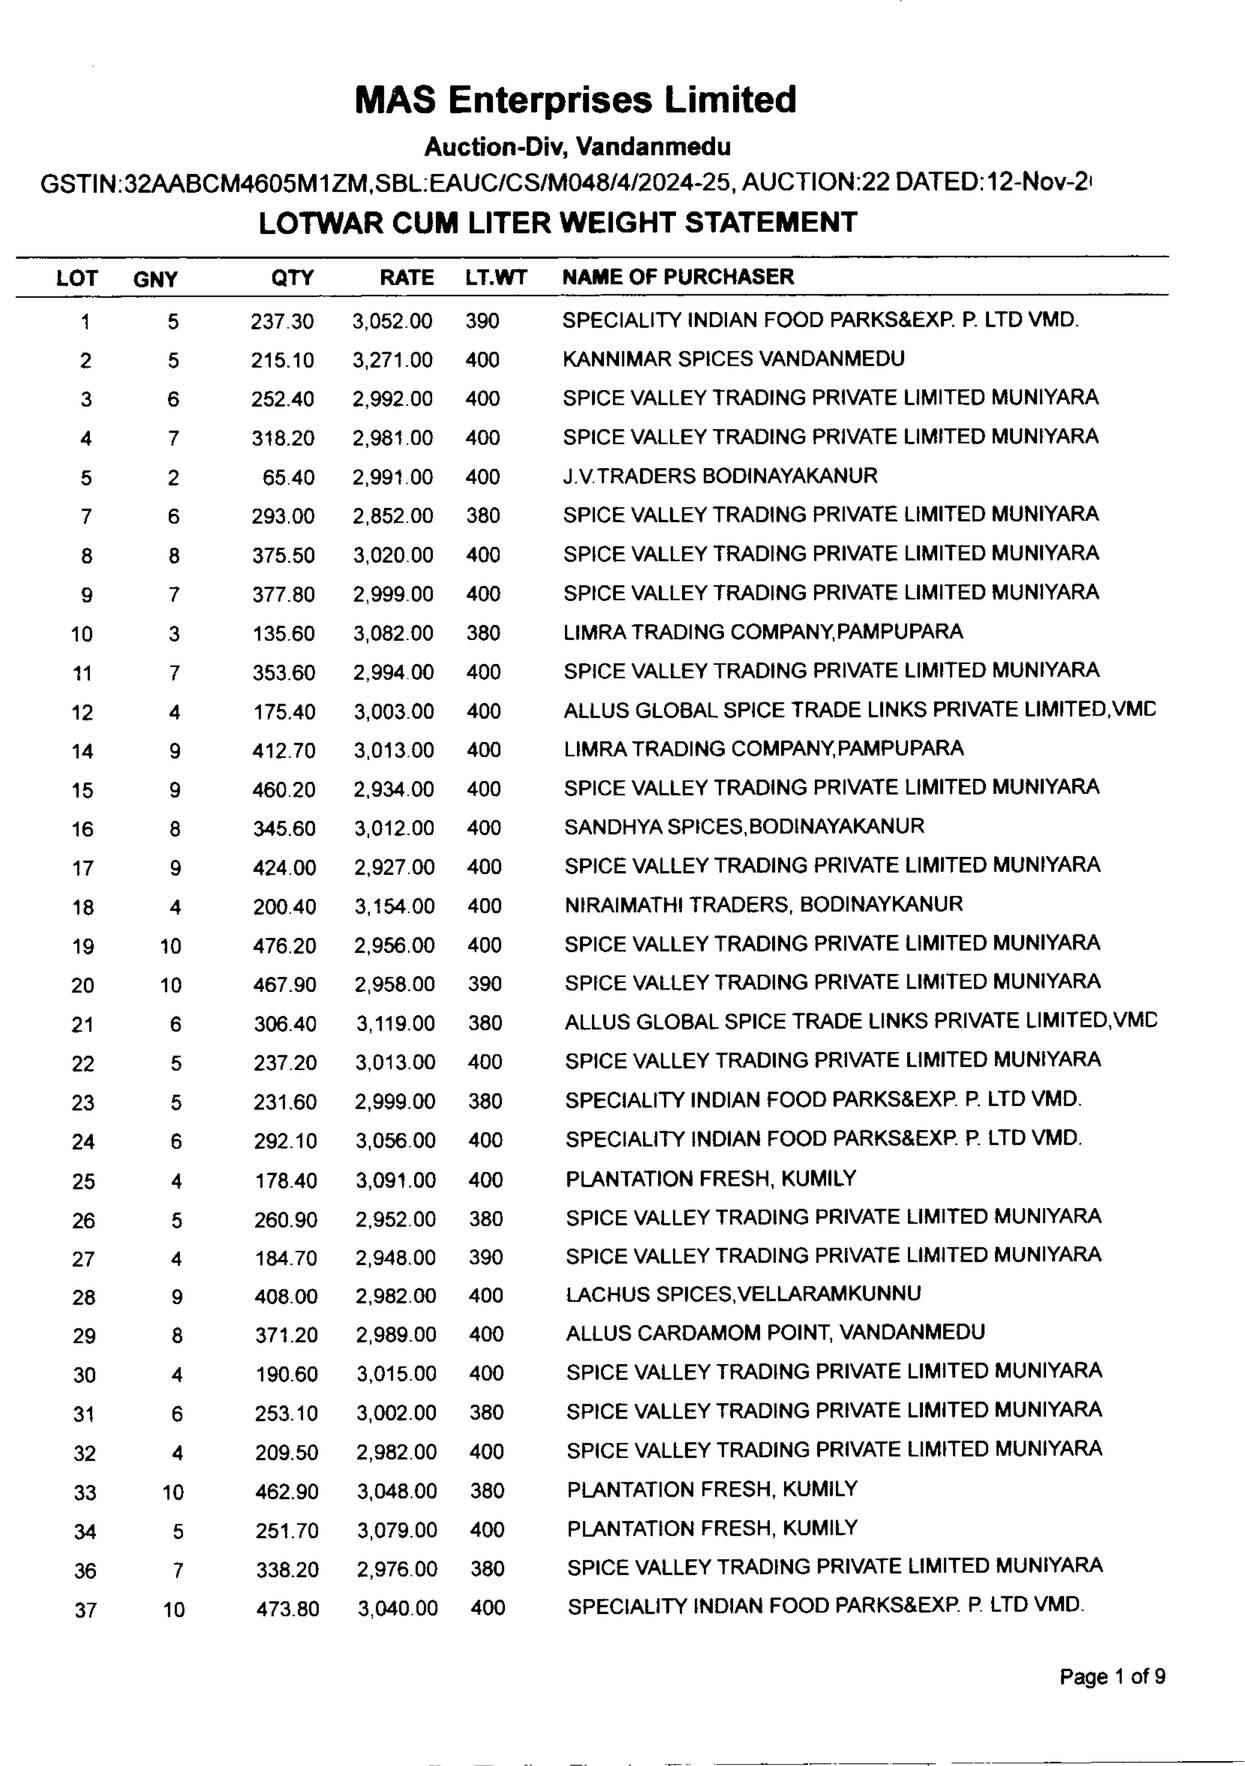 MAS Enterprises Limited
Auction-Div, Vandanmedu
GSTIN:32AABCM4605M1ZM,SBL:EAUC/CS/M048/4/2024-25, AUCTION:22 DATED:12-Nov-2
LOTWAR CUM LITER WEIGHT STATEMENT
LOT GNY QTY RATE LT.WT NAME OF PURCHASER
1 5 237.30 3,052.00 390 SPECIALITY INDIAN FOOD PARKS&EXP. P. LTD VMD.
2 5 215.10 3,271.00 400 KANNIMAR SPICES VANDANMEDU
3 6 252.40 2,992.00 400 SPICE VALLEY TRADING PRIVATE LIMITED MUNIYARA
4 7 318.20 2,981.00 400 SPICE VALLEY TRADING PRIVATE LIMITED MUNIYARA
5 2 65.40 2,991.00 400 J.V.TRADERS BODINAYAKANUR
7 6 293.00 2,852.00 380 SPICE VALLEY TRADING PRIVATE LIMITED MUNIYARA
8 8 375.50 3,020.00 400 SPICE VALLEY TRADING PRIVATE LIMITED MUNIYARA
9 7 377.80 2,999.00 400 SPICE VALLEY TRADING PRIVATE LIMITED MUNIYARA
10 3 135.60 3,082.00 380 LIMRA TRADING COMPANY,PAMPUPARA
11 7 353.60 2,994.00 400 SPICE VALLEY TRADING PRIVATE LIMITED MUNIYARA
12 4 175.40 3,003.00 400 ALLUS GLOBAL SPICE TRADE LINKS PRIVATE LIMITED,
14 9 412.70 3,013.00 400 LIMRA TRADING COMPANY,PAMPUPARA
15 9 460.20 2,934.00 400 SPICE VALLEY TRADING PRIVATE LIMITED MUNIYARA
16 8 345.60 3,012.00 400 SANDHYA SPICES,BODINAYAKANUR
17 9 424.00 2,927.00 400 SPICE VALLEY TRADING PRIVATE LIMITED MUNIYARA
18 4 200.40 3,154.00 400 NIRAIMATHI TRADERS, BODINAYKANUR
19 10 476.20 2,956.00 400 SPICE VALLEY TRADING PRIVATE LIMITED MUNIYARA
20 10 467.90 2,958.00 390 SPICE VALLEY TRADING PRIVATE LIMITED MUNIYARA
21 6 306.40 3,119.00 380 ALLUS GLOBAL SPICE TRADE LINKS PRIVATE LIMITED,
22 5 237.20 3,013.00 400 SPICE VALLEY TRADING PRIVATE LIMITED MUNIYARA
23 5 231.60 2,999.00 380 SPECIALITY INDIAN FOOD PARKS&EXP. P. LTD VMD.
24 6 292.10 3,056.00 400 SPECIALITY INDIAN FOOD PARKS&EXP. P. LTD VMD.
25 4 178.40 3,091.00 400 PLANTATION FRESH, KUMILY
26 5 260.90 2,952.00 380 SPICE VALLEY TRADING PRIVATE LIMITED MUNIYARA
27 4 184.70 2,948.00 390 SPICE VALLEY TRADING PRIVATE LIMITED MUNIYARA
28 9 408.00 2,982.00 400 LACHUS SPICES,VELLARAMKUNNU
29 8 371.20 2,989.00 400 ALLUS CARDAMOM POINT, VANDANMEDU
30 4 190.60 3,015.00 400 SPICE VALLEY TRADING PRIVATE LIMITED MUNIYARA
31 6 253.10 3,002.00 380 SPICE VALLEY TRADING PRIVATE LIMITED MUNIYARA
32 4 209.50 2,982.00 400 SPICE VALLEY TRADING PRIVATE LIMITED MUNIYARA
33 10 462.90 3,048.00 380 PLANTATION FRESH, KUMILY
34 5 251.70 3,079.00 400 PLANTATION FRESH, KUMILY
36 7 338.20 2,976.00 380 SPICE VALLEY TRADING PRIVATE LIMITED MUNIYARA
37 10 473.80 3,040.00 400 SPECIALITY INDIAN FOOD PARKS&EXP. P. LTD VMD.
Page 1 of 9